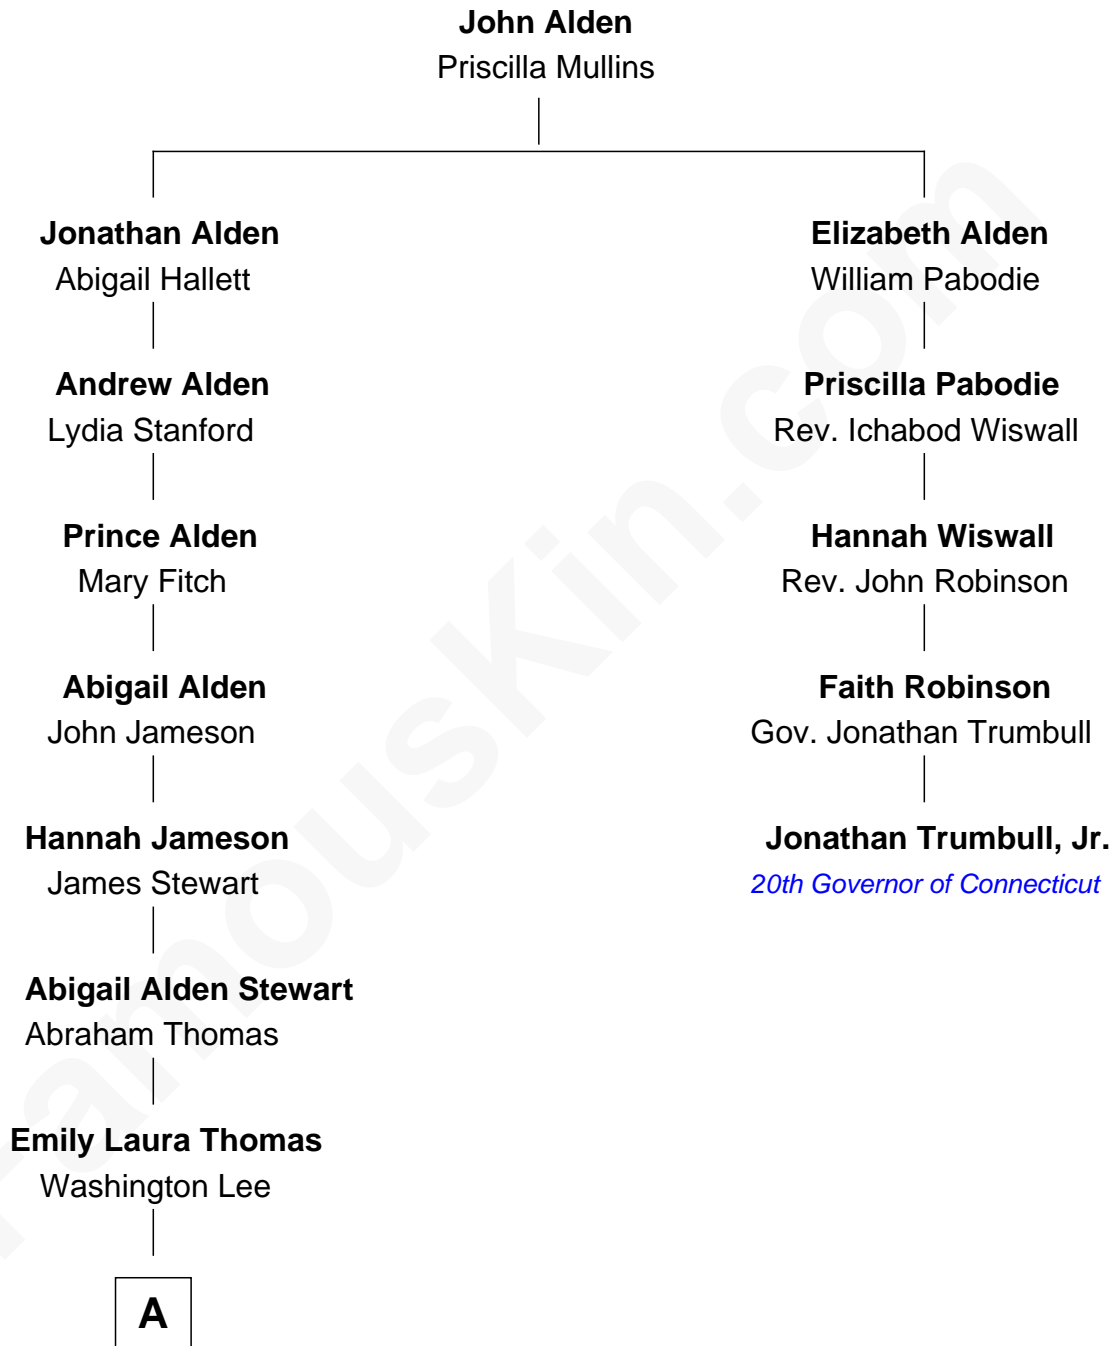 John Alden
Priscilla Mullins
Jonathan Alden
Abigail Hallett
Elizabeth Alden
William Pabodie
Andrew Alden
Lydia Stanford
Priscilla Pabodie
Rev. Ichabod Wiswall
Prince Alden
Mary Fitch
Hannah Wiswall
Rev. John Robinson
Abigail Alden
John Jameson
Faith Robinson
Gov. Jonathan Trumbull
Hannah Jameson
James Stewart
Jonathan Trumbull, Jr.
20th Governor of Connecticut
Abigail Alden Stewart
Abraham Thomas
Emily Laura Thomas
Washington Lee
A
FamousKin.com